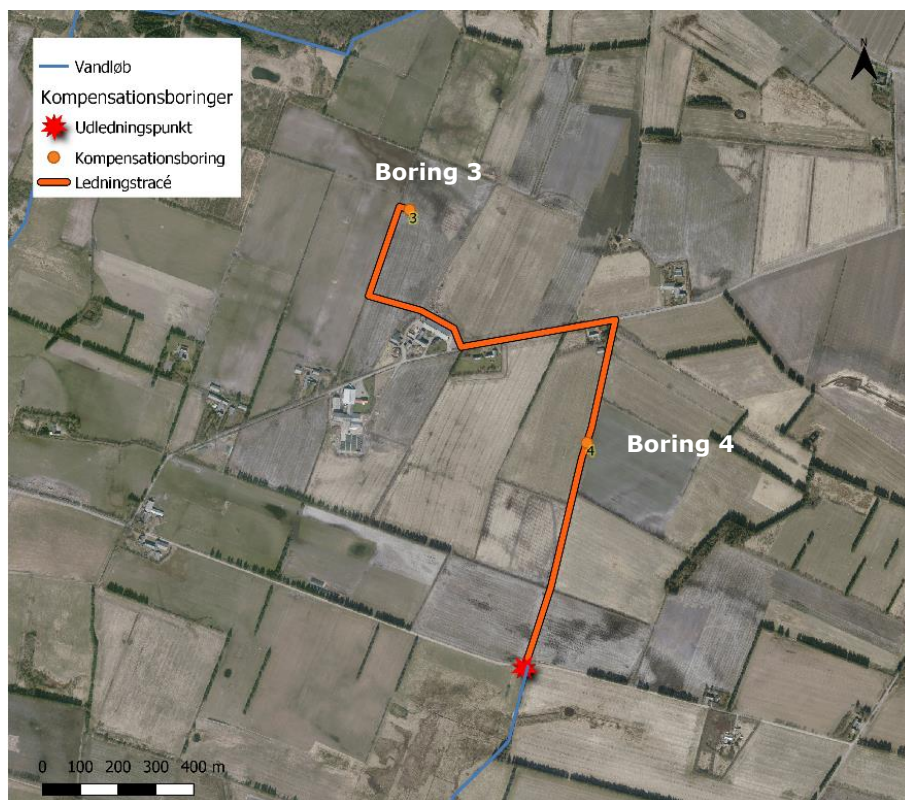 Vandløb
Kompensationsboringer
Udledningspunkt
Kompensationsboring
Ledningstracé
N
Boring 3
3
4
Boring 4
0 100 200 300 400 m